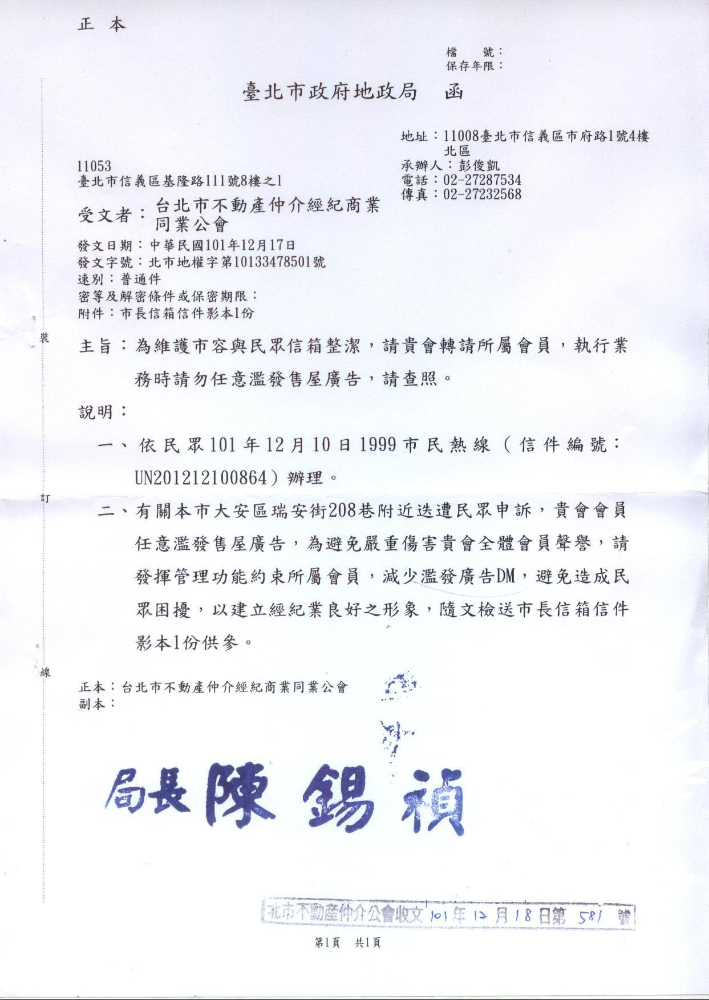 正 本
檔　　號：
保存年限：
臺北市政府地政局　函
地址：11008臺北市信義區市府路1號4樓
北區
承辦人：彭俊凱
電話：02-27287534
傳真：02-27232568
11053
臺北市信義區基隆路111號8樓之1
受文者：台北市不動產仲介經紀商業
同業公會
發文日期：中華民國101年12月17日
發文字號：北市地權字第10133478501號
速別：普通件
密等及解密條件或保密期限：
附件：市長信箱信件影本1份
裝
主旨：為維護市容與民眾信箱整潔，請貴會轉請所屬會員，執行業
務時請勿任意濫發售屋廣告，請查照。
說明：
一、依民眾101年12月10日1999市民熱線（信件編號：
UN201212100864）辦理。
訂
二、有關本市大安區瑞安街208巷附近迭遭民眾申訴，貴會會員
任意濫發售屋廣告，為避免嚴重傷害貴會全體會員聲譽，請
發揮管理功能約束所屬會員，減少濫發廣告DM，避免造成民
眾困擾，以建立經紀業良好之形象，隨文檢送市長信箱信件
影本1份供參。
線
正本：台北市不動產仲介經紀商業同業公會
副本：
局長陳錫禎
北市不動產仲介公會收文101年12月18日第581號
第1頁　共1頁